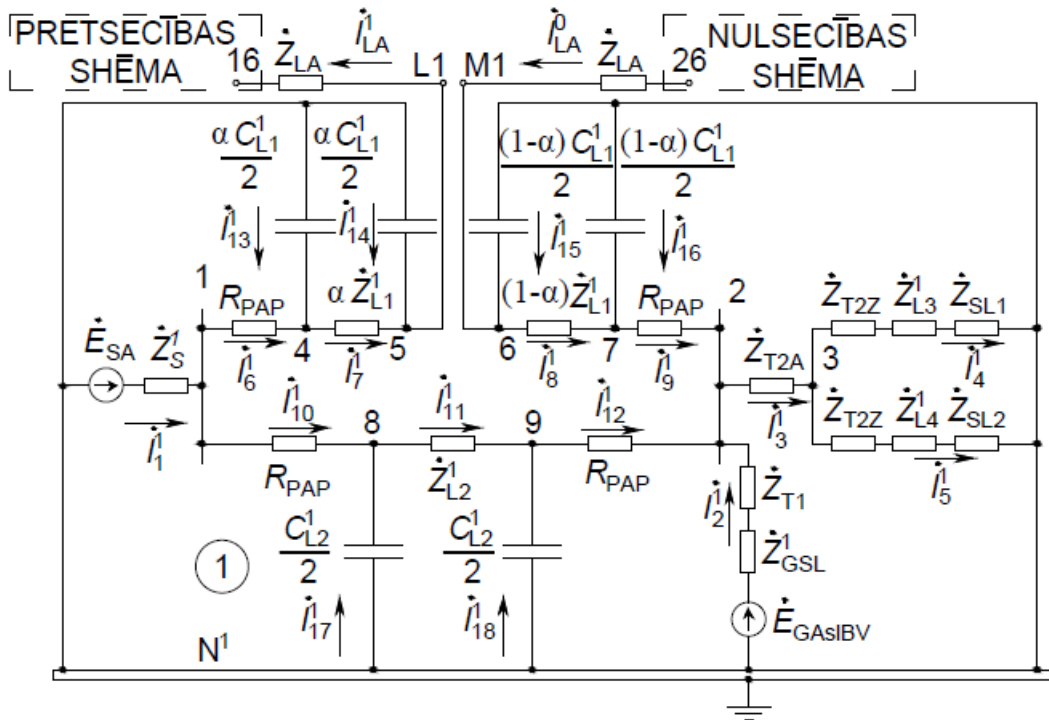 PRETSECĪBAS
SHĒMA
NULSECĪBAS
SHĒMA
16 Ż_LA İ¹_LA L1 M1 İ⁰_LA Ż_LA 26
α C¹_L1 / 2
α C¹_L1 / 2
(1-α) C¹_L1 / 2
(1-α) C¹_L1 / 2
İ¹_13 İ¹_14 İ¹_15 İ¹_16
1 R_PAP α Ż¹_L1 (1-α) Ż¹_L1 R_PAP 2
Ż_T2Z Ż¹_L3 Ż_SL1
4 5 6 7
Ė_SA Ż¹_S İ¹_6 İ¹_7 İ¹_8 İ¹_9 Ż_T2A 3 İ¹_4
Ż_T2Z Ż¹_L4 Ż_SL2
İ¹_1 İ¹_10 8 İ¹_11 9 İ¹_12 İ¹_3 İ¹_5
R_PAP Ż¹_L2 R_PAP Ż_T1
İ¹_2
C¹_L2 / 2
C¹_L2 / 2
Ż¹_GSL
1
İ¹_17 İ¹_18 Ė_GAsIBV
N¹